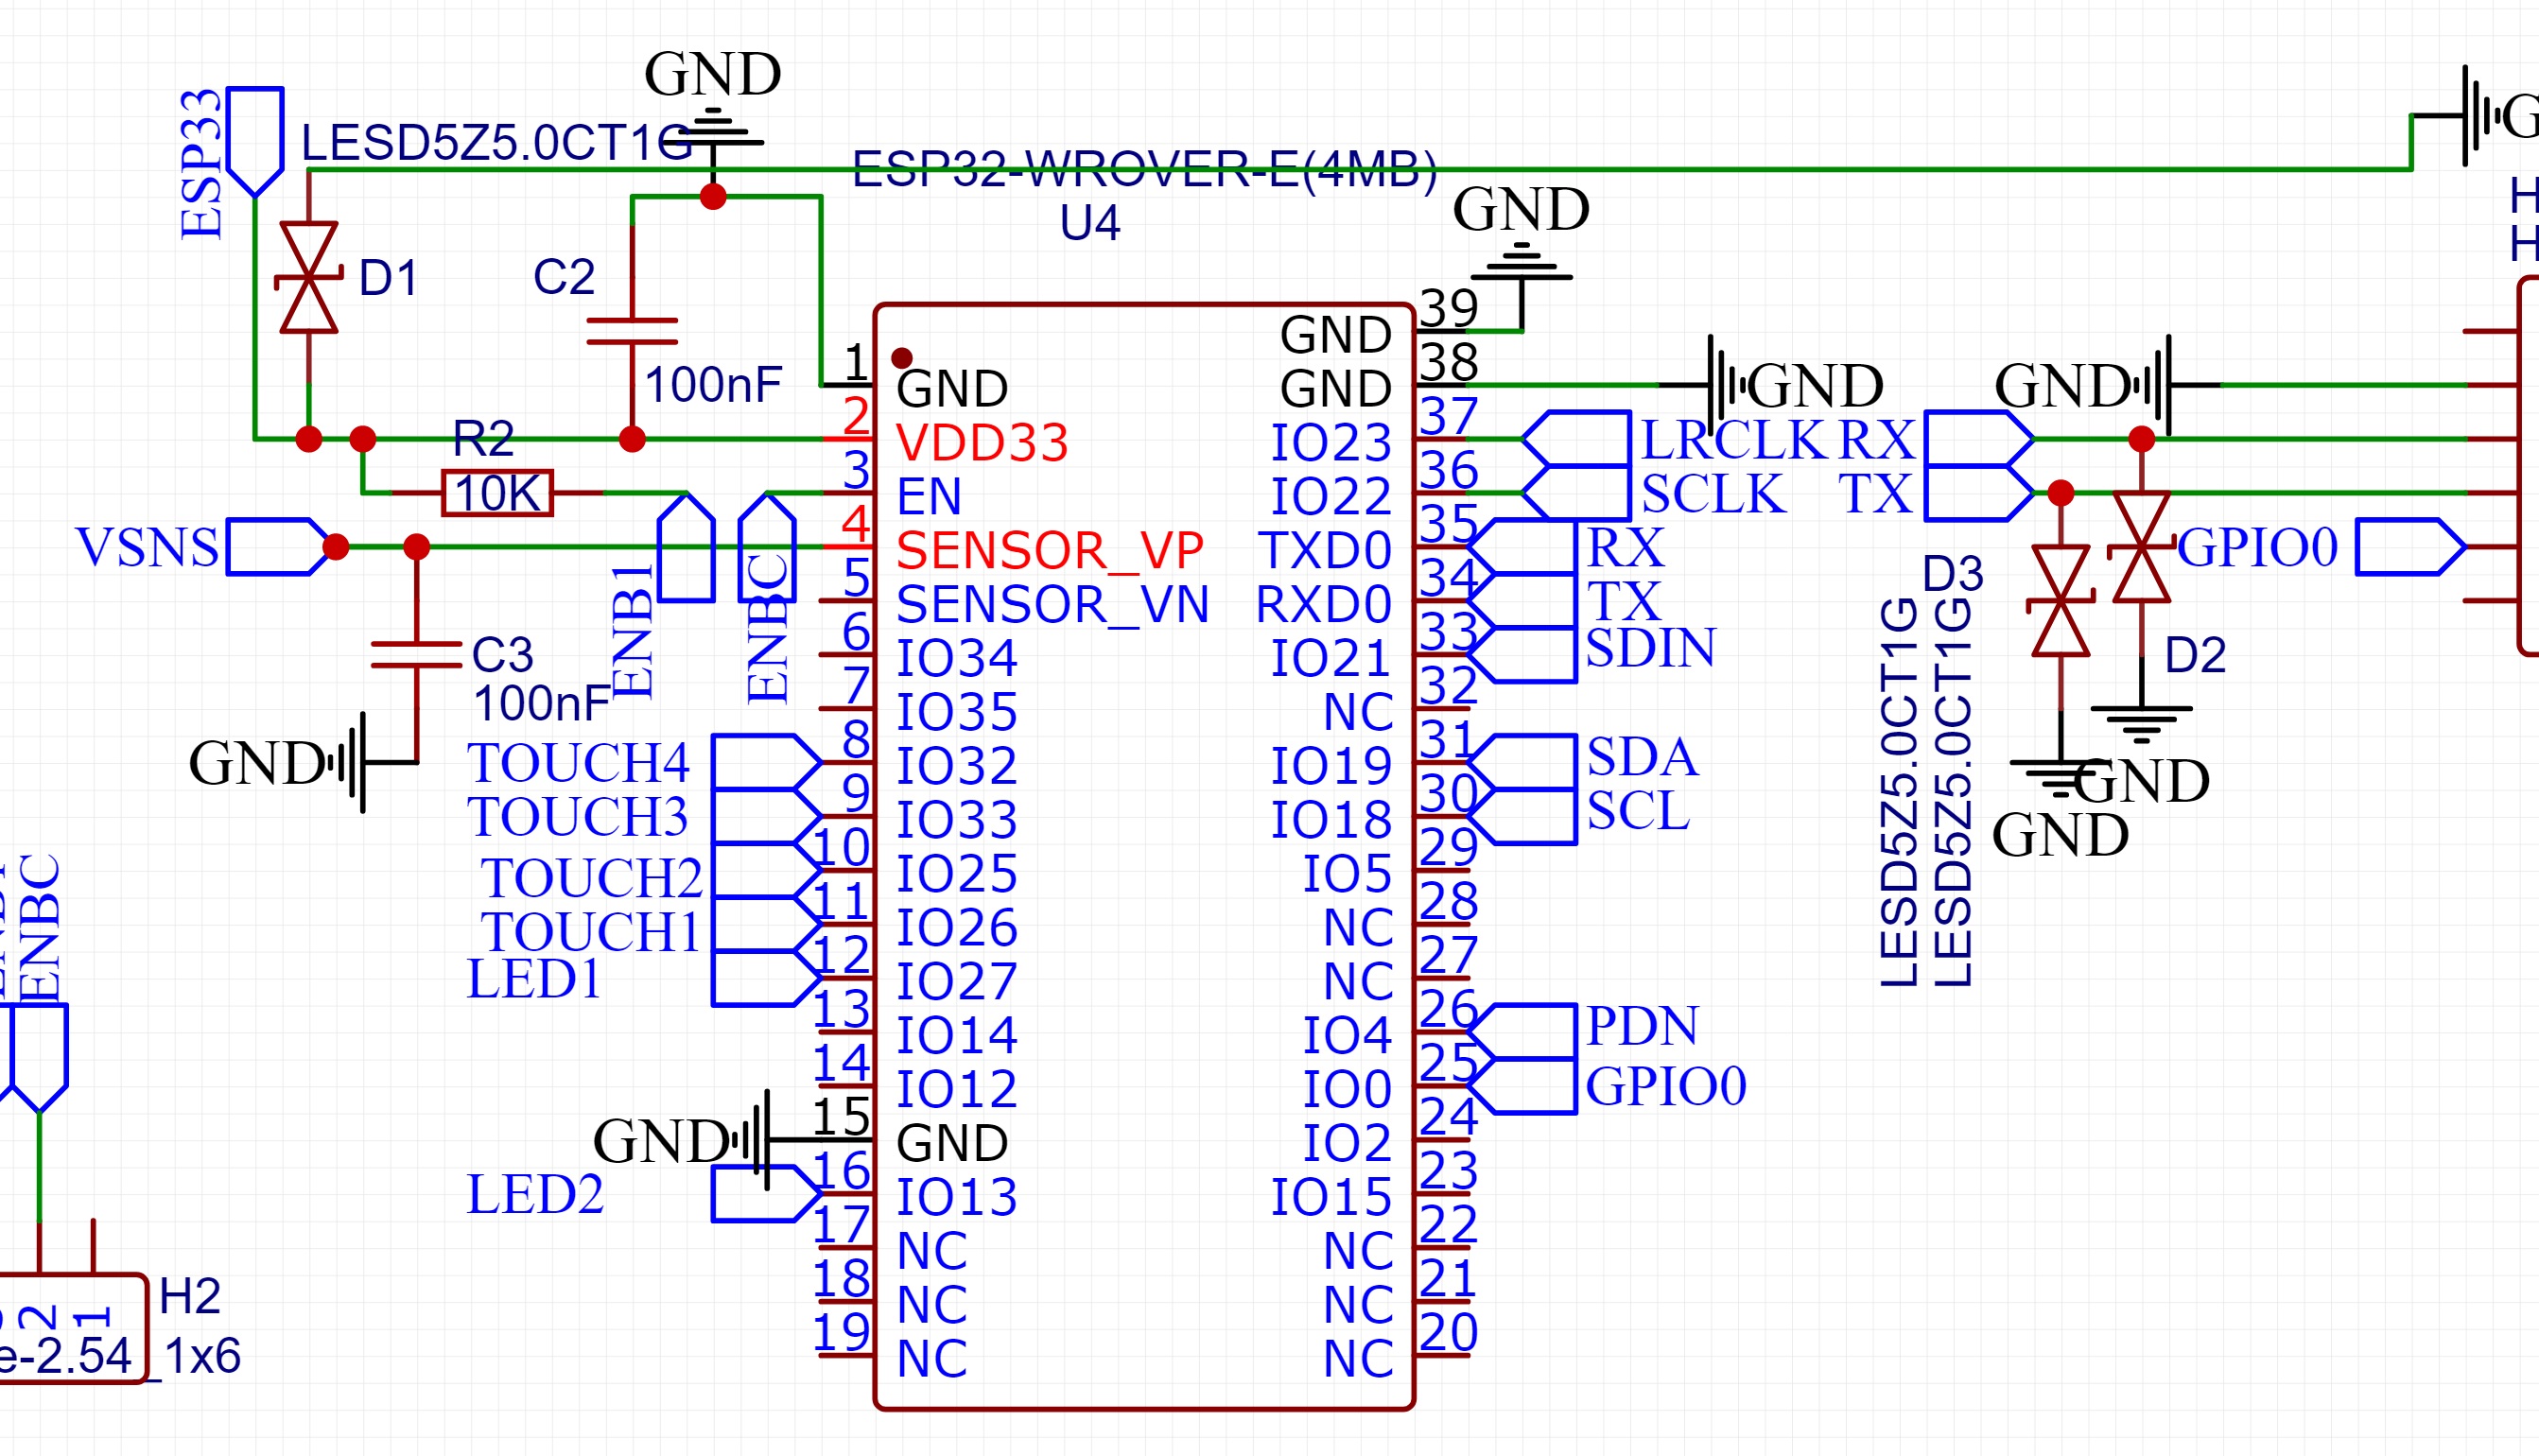 GND
ESP33
LESD5Z5.0CT1G
ESP32-WROVER-E(4MB)
U4
GND
D1
C2
100nF
R2
10K
VSNS
C3
100nF
GND
ENB1
ENBC
TOUCH4
TOUCH3
TOUCH2
TOUCH1
LED1
GND
LED2
1 GND
2 VDD33
3 EN
4 SENSOR_VP
5 SENSOR_VN
6 IO34
7 IO35
8 IO32
9 IO33
10 IO25
11 IO26
12 IO27
13 IO14
14 IO12
15 GND
16 IO13
17 NC
18 NC
19 NC
GND 39
GND 38
IO23 37
IO22 36
TXD0 35
RXD0 34
IO21 33
NC 32
IO19 31
IO18 30
IO5 29
NC 28
NC 27
IO4 26
IO0 25
IO2 24
IO15 23
NC 22
NC 21
NC 20
GND
LRCLK
SCLK
RX
TX
SDIN
SDA
SCL
PDN
GPIO0
GND
RX
TX
GPIO0
D3
LESD5Z5.0CT1G
LESD5Z5.0CT1G
D2
GND
GND
G
H
H
ENBC
2 1
H2
e-2.54_1x6